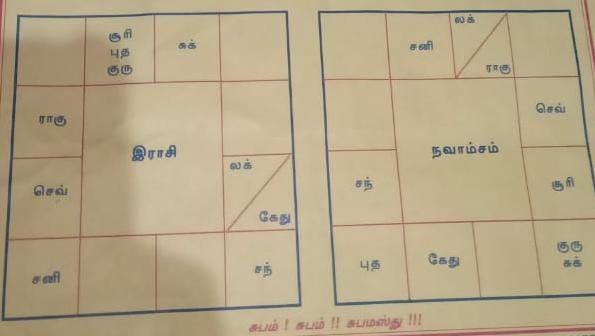 சூரி
புத
குரு
சுக்
ராகு
இராசி
செவ்
லக்
கேது
சனி
சந்
சனி
லக்
ராகு
செவ்
நவாம்சம்
சந்
சூரி
புத
கேது
குரு
சுக்
சுபம் ! சுபம் !! சுபமஸ்து !!!